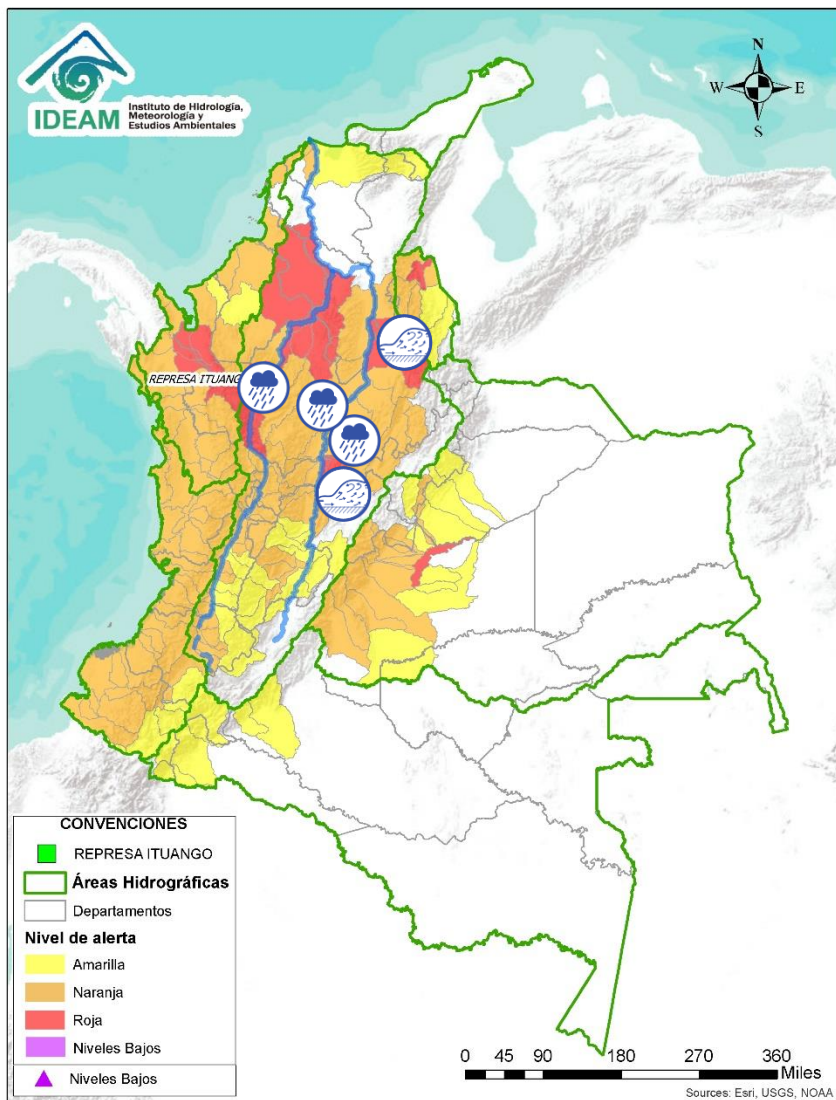 IDEAM
Instituto de Hidrología,
Meteorología y
Estudios Ambientales
N
W E
S
REPRESA ITUANGO
CONVENCIONES
REPRESA ITUANGO
Áreas Hidrográficas
Departamentos
Nivel de alerta
Amarilla
Naranja
Roja
Niveles Bajos
Niveles Bajos
0 45 90 180 270 360
Miles
Sources: Esri, USGS, NOAA